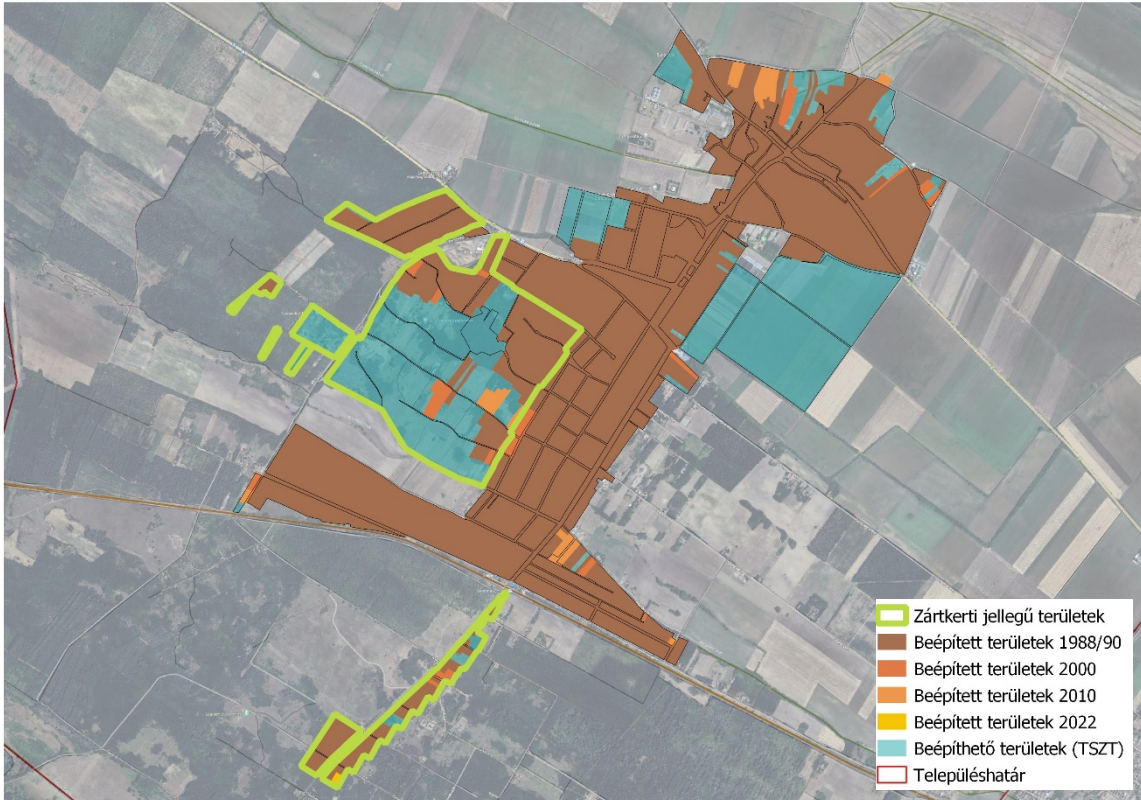 Zártkerti jellegű területek
Beépített területek 1988/90
Beépített területek 2000
Beépített területek 2010
Beépített területek 2022
Beépíthető területek (TSZT)
Településhatár